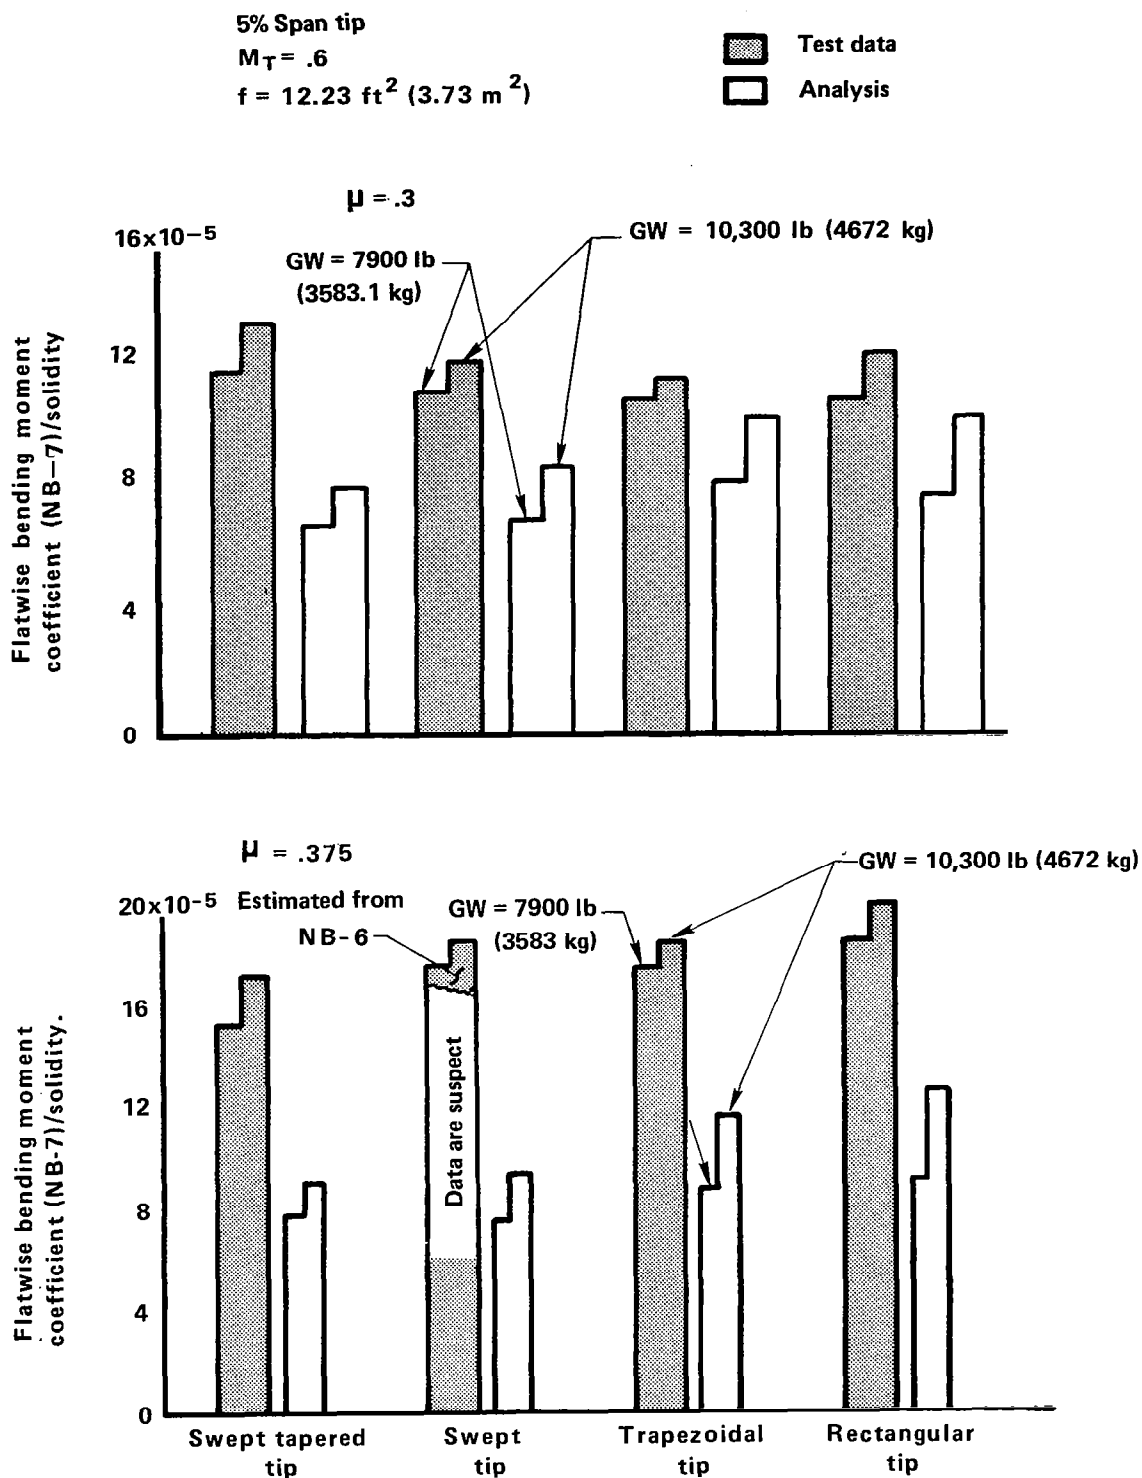 5% Span tip
M_T = .6
f = 12.23 ft² (3.73 m²)
Test data
Analysis
μ = .3
16x10⁻⁵
GW = 7900 lb
(3583.1 kg)
GW = 10,300 lb (4672 kg)
12
8
4
0
Flatwise bending moment
coefficient (NB–7)/solidity
μ = .375
20x10⁻⁵
Estimated from
NB-6
GW = 7900 lb
(3583 kg)
GW = 10,300 lb (4672 kg)
16
12
8
4
0
Flatwise bending moment
coefficient (NB-7)/solidity.
Data are suspect
Swept tapered
tip
Swept
tip
Trapezoidal
tip
Rectangular
tip